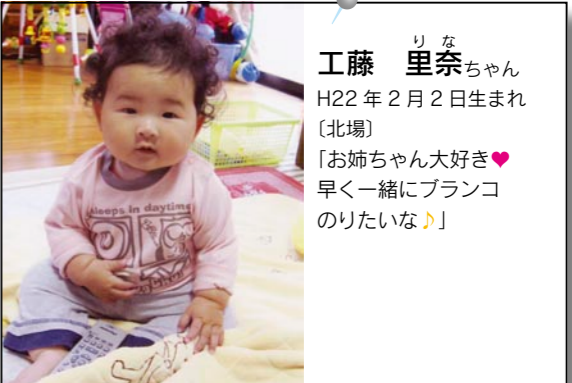 工藤 里奈ちゃん
りな
H22年2月2日生まれ
〔北場〕
「お姉ちゃん大好き♥
早く一緒にブランコ
のりたいな♪」
sleeps in daytime